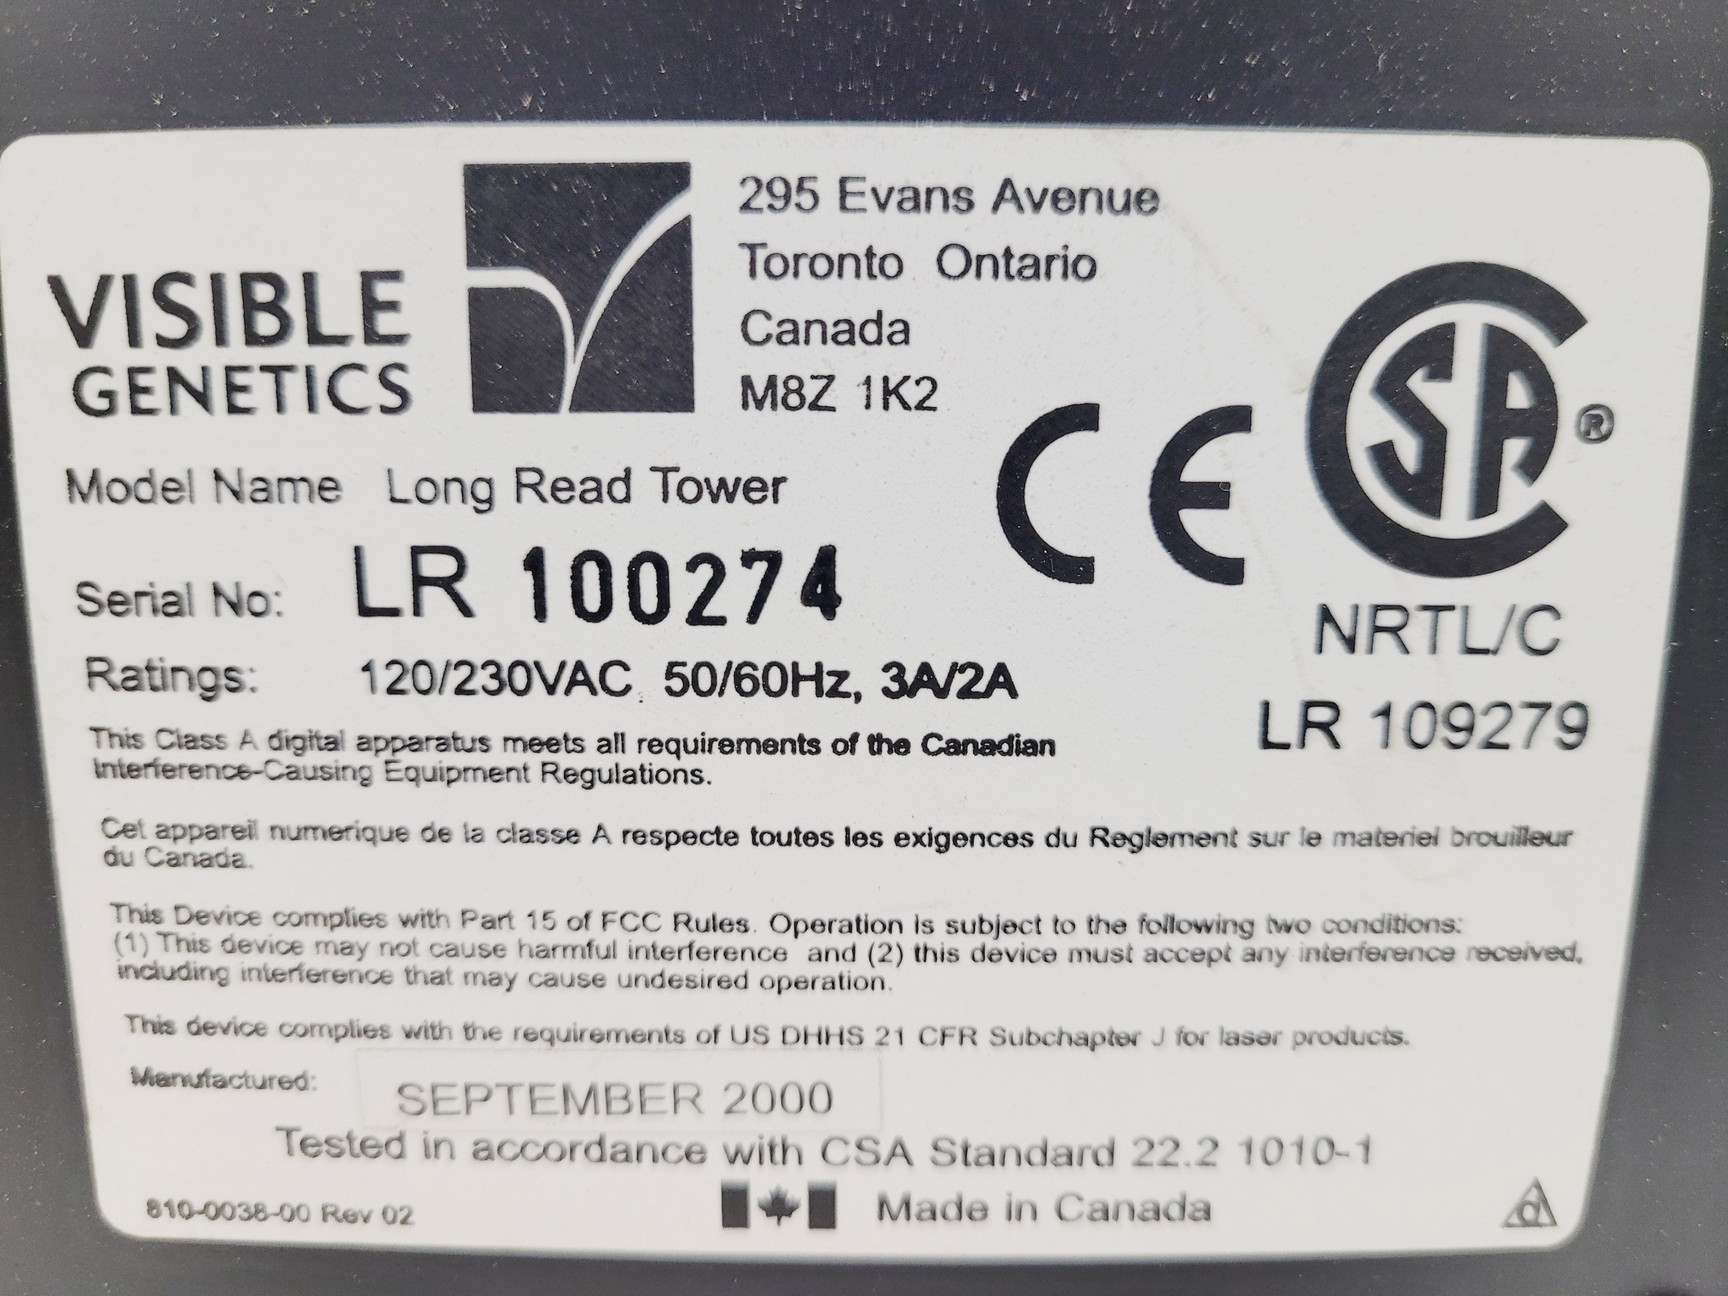 VISIBLE
GENETICS
295 Evans Avenue
Toronto Ontario
Canada
M8Z 1K2
CE
CSA ®
NRTL/C
LR 109279
Model Name Long Read Tower
Serial No: LR 100274
Ratings: 120/230VAC, 50/60Hz, 3A/2A
This Class A digital apparatus meets all requirements of the Canadian
Interference-Causing Equipment Regulations.
Cet appareil numerique de la classe A respecte toutes les exigences du Reglement sur le materiel brouilleur
du Canada.
This Device complies with Part 15 of FCC Rules. Operation is subject to the following two conditions:
(1) This device may not cause harmful interference and (2) this device must accept any interference received,
including interference that may cause undesired operation.
This device complies with the requirements of US DHHS 21 CFR Subchapter J for laser products.
Manufactured: SEPTEMBER 2000
Tested in accordance with CSA Standard 22.2 1010-1
810-0038-00 Rev 02
Made in Canada
d